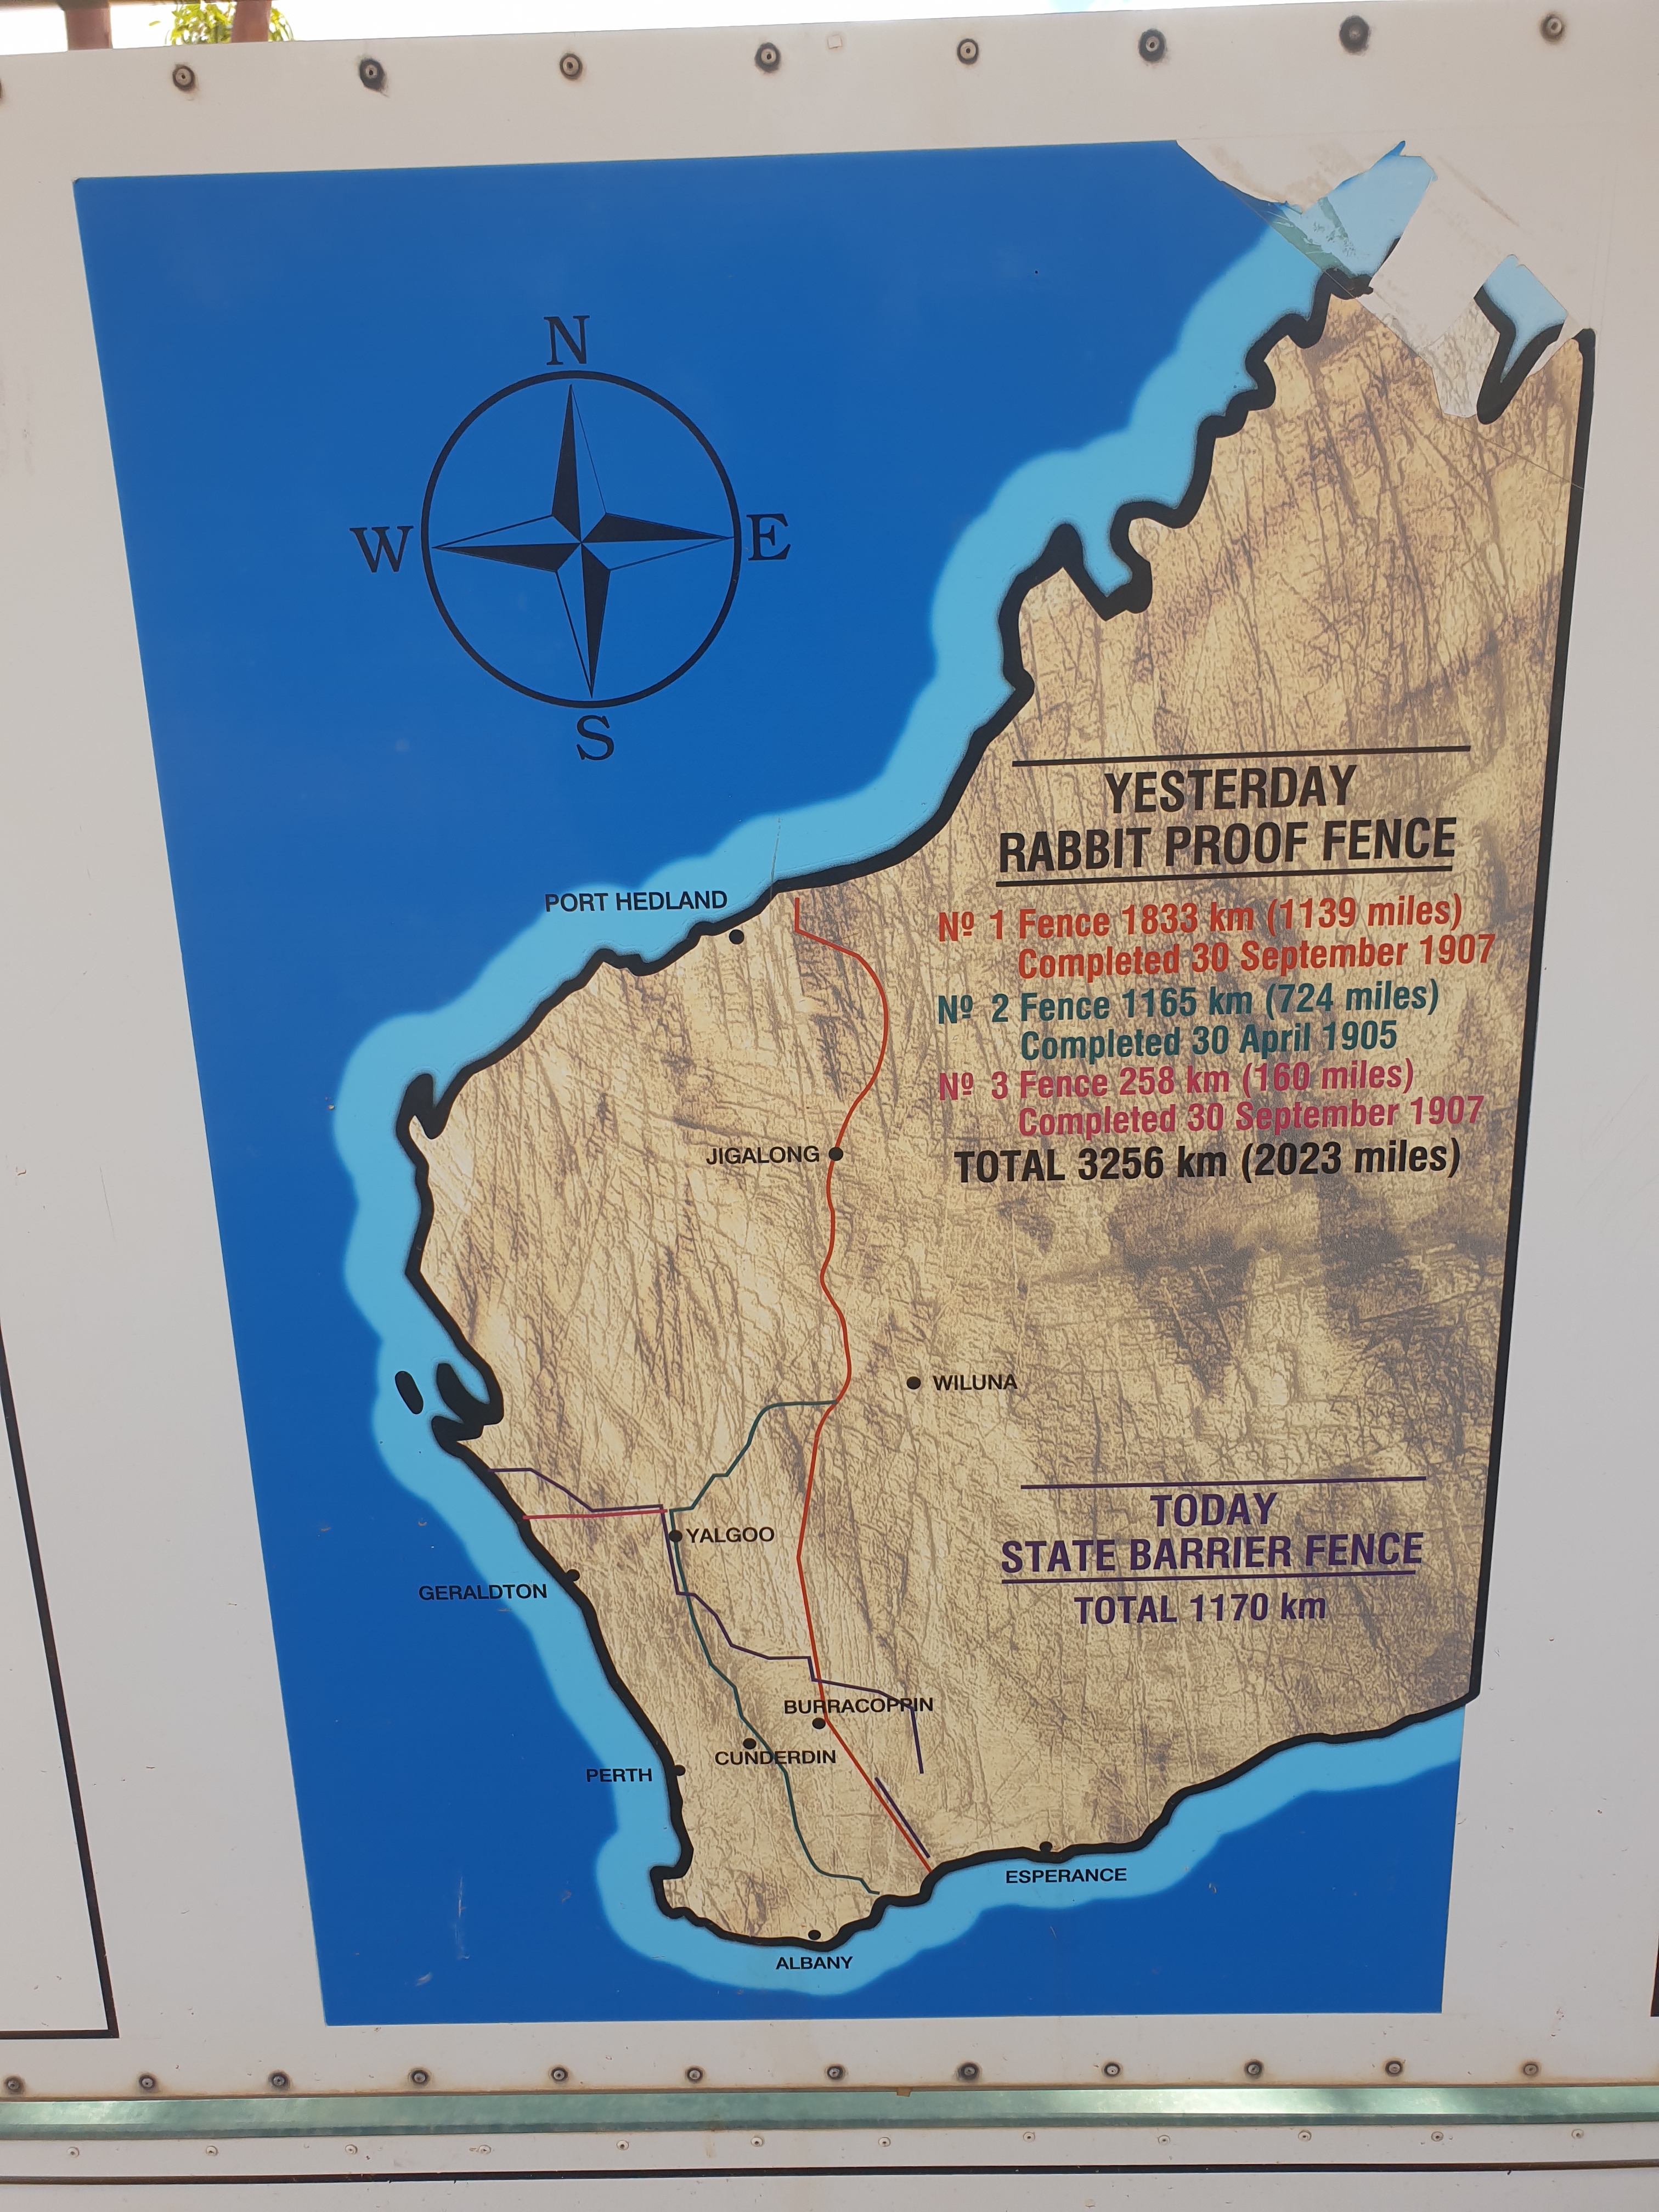 N
W E
S
YESTERDAY
RABBIT PROOF FENCE
PORT HEDLAND
Nº 1 Fence 1833 km (1139 miles)
Completed 30 September 1907
Nº 2 Fence 1165 km (724 miles)
Completed 30 April 1905
Nº 3 Fence 258 km (160 miles)
Completed 30 September 1907
JIGALONG
TOTAL 3256 km (2023 miles)
WILUNA
TODAY
YALGOO
STATE BARRIER FENCE
GERALDTON
TOTAL 1170 km
BURRACOPPIN
CUNDERDIN
PERTH
ESPERANCE
ALBANY